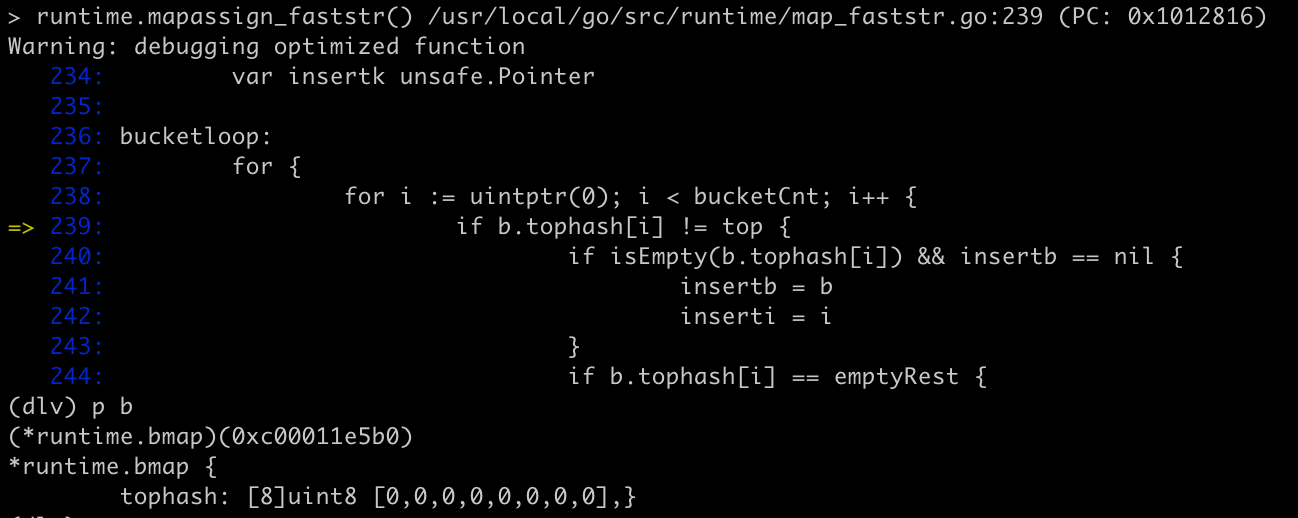 > runtime.mapassign_faststr() /usr/local/go/src/runtime/map_faststr.go:239 (PC: 0x1012816)
Warning: debugging optimized function
   234:         var insertk unsafe.Pointer
   235:
   236: bucketloop:
   237:         for {
   238:                 for i := uintptr(0); i < bucketCnt; i++ {
=> 239:                         if b.tophash[i] != top {
   240:                                 if isEmpty(b.tophash[i]) && insertb == nil {
   241:                                         insertb = b
   242:                                         inserti = i
   243:                                 }
   244:                                 if b.tophash[i] == emptyRest {
(dlv) p b
(*runtime.bmap)(0xc00011e5b0)
*runtime.bmap {
        tophash: [8]uint8 [0,0,0,0,0,0,0,0],}